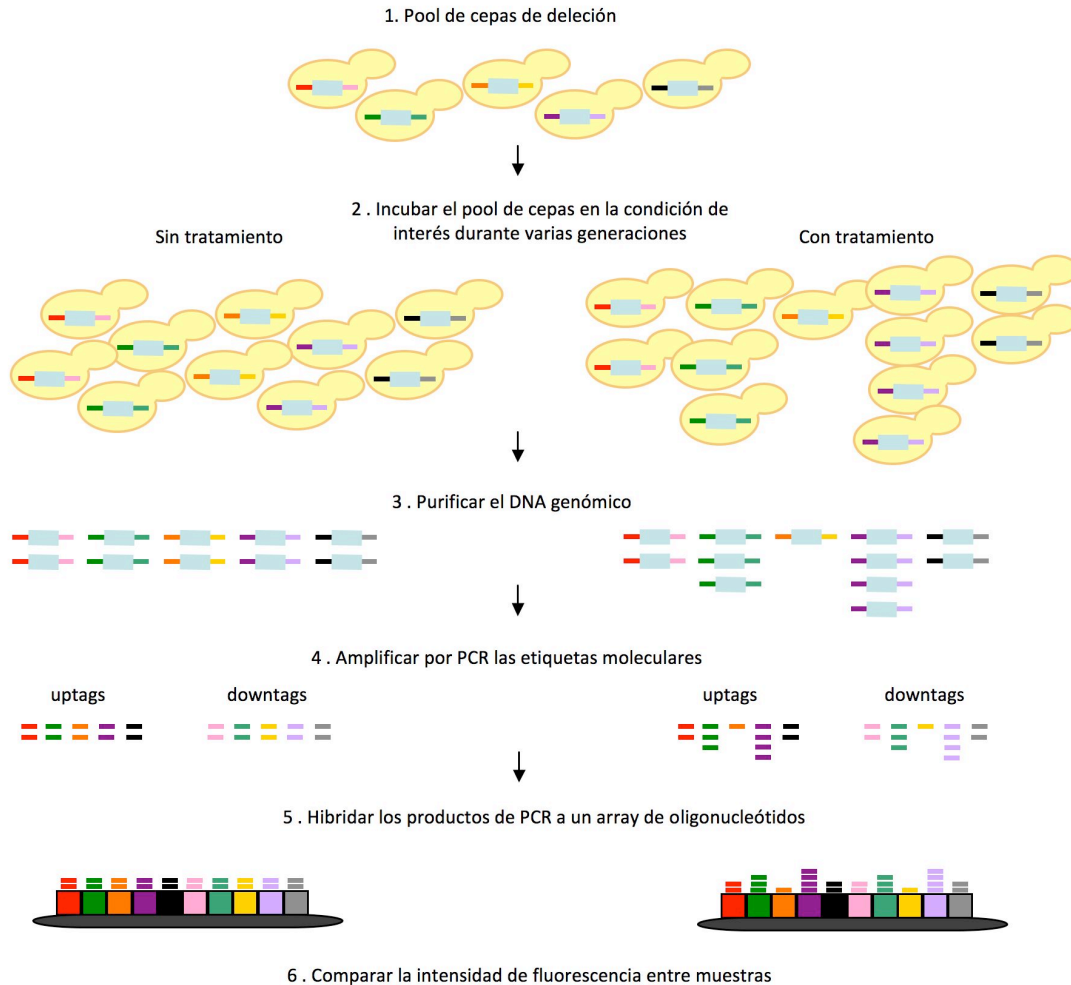 1. Pool de cepas de deleción
2 . Incubar el pool de cepas en la condición de
interés durante varias generaciones
Sin tratamiento
Con tratamiento
3 . Purificar el DNA genómico
4 . Amplificar por PCR las etiquetas moleculares
uptags
downtags
uptags
downtags
5 . Hibridar los productos de PCR a un array de oligonucleótidos
6 . Comparar la intensidad de fluorescencia entre muestras